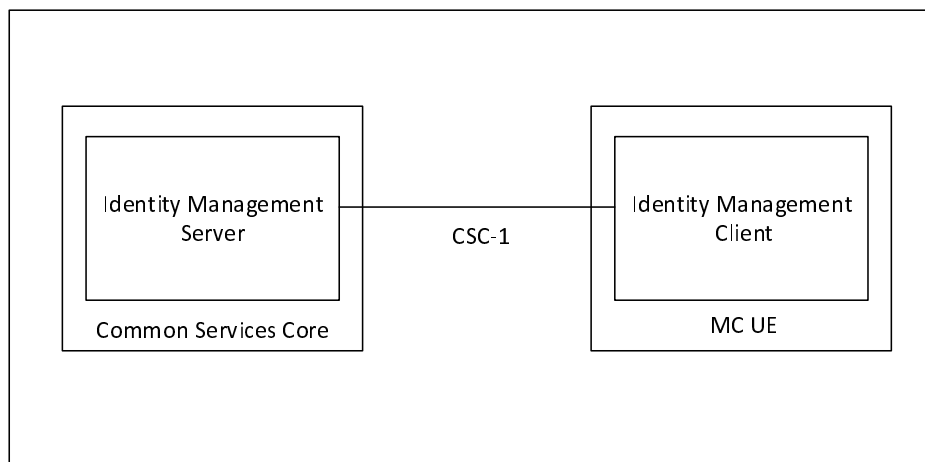 Identity Management
Server
Common Services Core
CSC-1
Identity Management
Client
MC UE